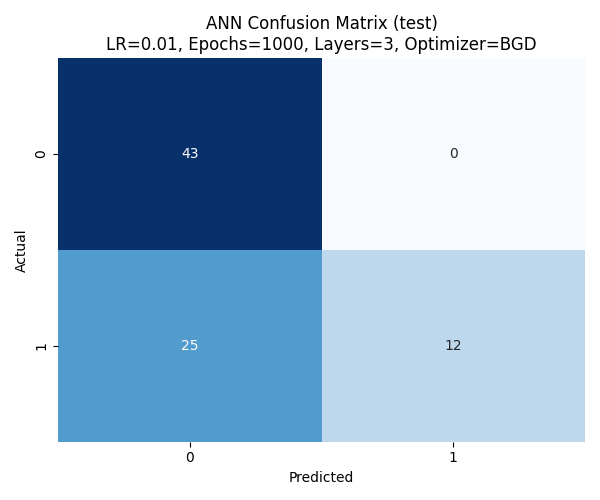 ANN Confusion Matrix (test)
LR=0.01, Epochs=1000, Layers=3, Optimizer=BGD
Actual
0
43
0
1
25
12
0
1
Predicted